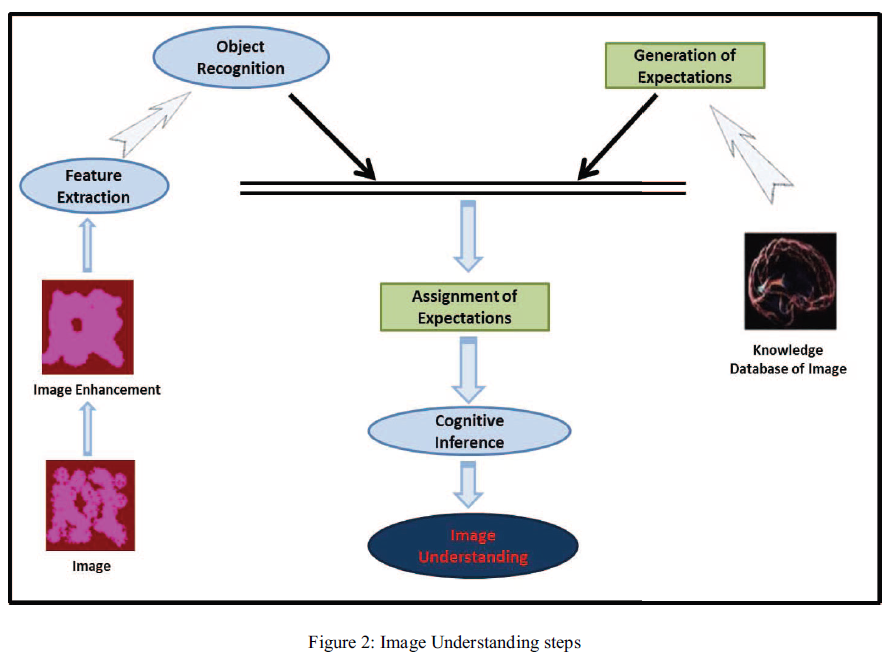 Object
Recognition
Generation of
Expectations
Feature
Extraction
Assignment of
Expectations
Image Enhancement
Knowledge
Database of Image
Cognitive
Inference
Image
Understanding
Image
Figure 2: Image Understanding steps